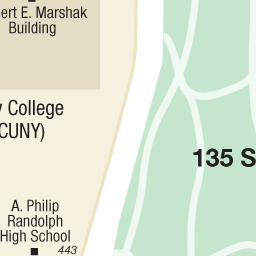 ert E. Marshak
Building
y College
CUNY)
135 S
A. Philip
Randolph
High School
443